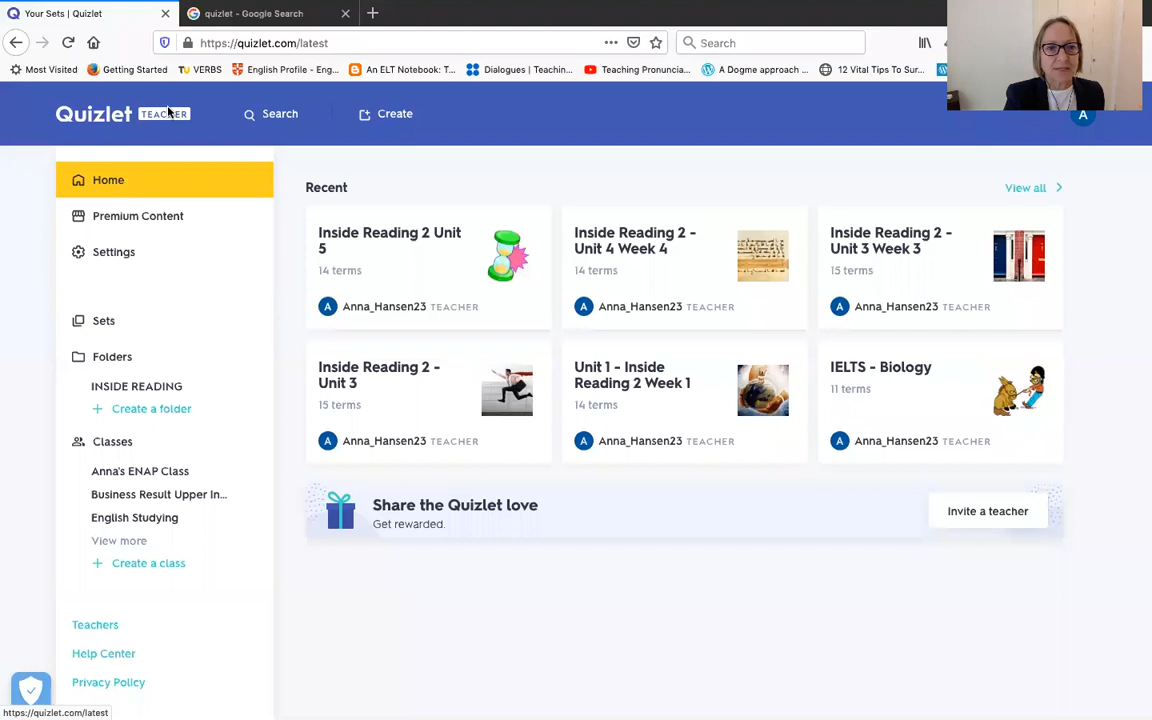 Your Sets | Quizlet
quizlet - Google Search
https://quizlet.com/latest
Search
Most Visited
Getting Started
TU VERBS
English Profile - Eng...
An ELT Notebook: T...
Dialogues | Teachin...
Teaching Pronuncia...
A Dogme approach ...
12 Vital Tips To Sur...
Quizlet TEACHER
Search
Create
A
Home
Premium Content
Settings
Sets
Folders
INSIDE READING
+ Create a folder
Classes
Anna's ENAP Class
Business Result Upper In...
English Studying
View more
+ Create a class
Teachers
Help Center
Privacy Policy
Recent
View all
Inside Reading 2 Unit
5
14 terms
A Anna_Hansen23 TEACHER
Inside Reading 2 -
Unit 4 Week 4
14 terms
A Anna_Hansen23 TEACHER
Inside Reading 2 -
Unit 3 Week 3
15 terms
A Anna_Hansen23 TEACHER
Inside Reading 2 -
Unit 3
15 terms
A Anna_Hansen23 TEACHER
Unit 1 - Inside
Reading 2 Week 1
14 terms
A Anna_Hansen23 TEACHER
IELTS - Biology
11 terms
A Anna_Hansen23 TEACHER
Share the Quizlet love
Get rewarded.
Invite a teacher
https://quizlet.com/latest